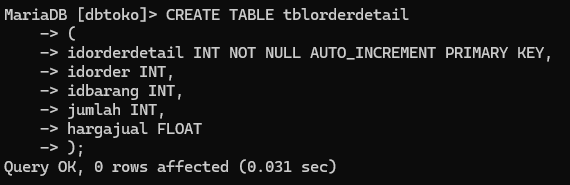 MariaDB [dbtoko]> CREATE TABLE tblorderdetail
    -> (
    -> idorderdetail INT NOT NULL AUTO_INCREMENT PRIMARY KEY,
    -> idorder INT,
    -> idbarang INT,
    -> jumlah INT,
    -> hargajual FLOAT
    -> );
Query OK, 0 rows affected (0.031 sec)